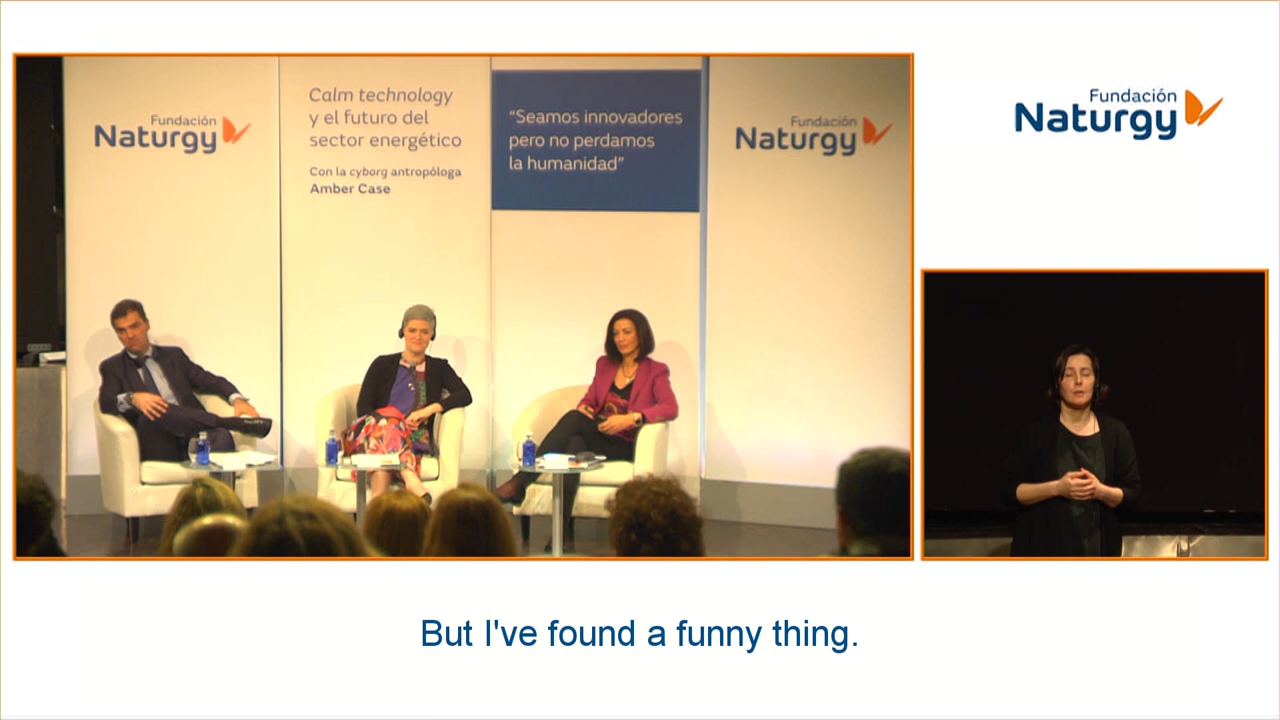 Fundación
Naturgy
Calm technology
y el futuro del
sector energético
Con la cyborg antropóloga
Amber Case
“Seamos innovadores
pero no perdamos
la humanidad”
Fundación
Naturgy
Fundación
Naturgy
But I've found a funny thing.